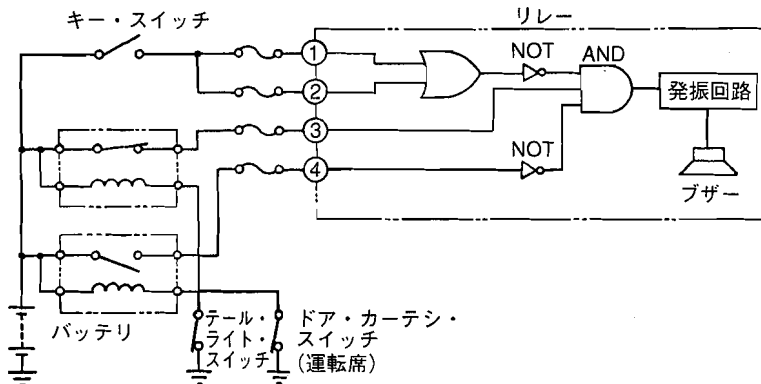 キー・スイッチ
リレー
①
②
③
④
NOT
AND
NOT
発振回路
ブザー
バッテリ
テール・
ライト・
スイッチ
ドア・カーテシ・
スイッチ
(運転席)